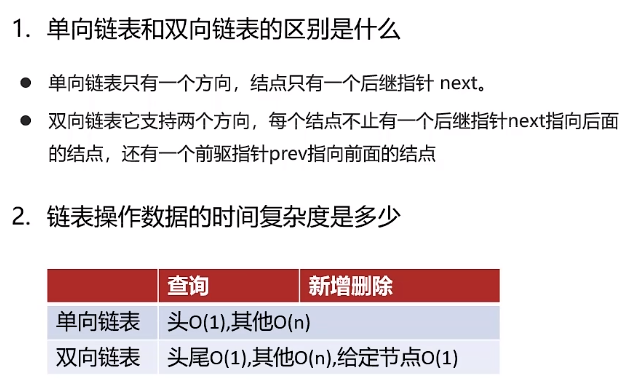 1. 单向链表和双向链表的区别是什么
● 单向链表只有一个方向，结点只有一个后继指针 next。
● 双向链表它支持两个方向，每个结点不止有一个后继指针next指向后面
的结点，还有一个前驱指针prev指向前面的结点
2. 链表操作数据的时间复杂度是多少
查询 新增删除
单向链表 头O(1),其他O(n)
双向链表 头尾O(1),其他O(n),给定节点O(1)